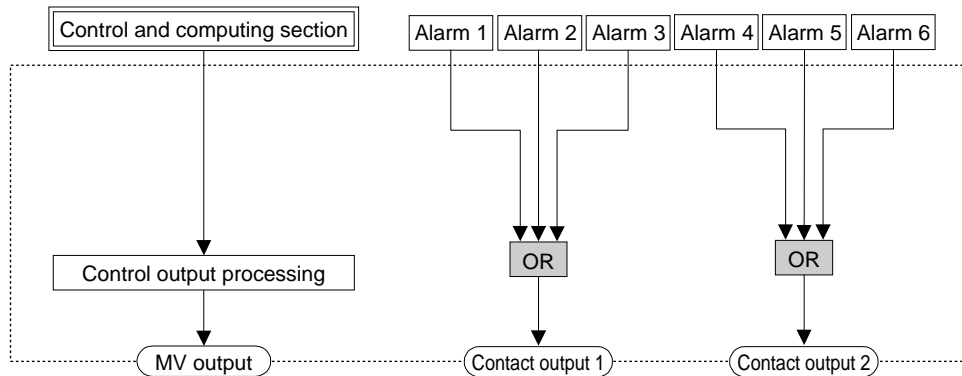 Control and computing section
Alarm 1
Alarm 2
Alarm 3
Alarm 4
Alarm 5
Alarm 6
Control output processing
OR
OR
MV output
Contact output 1
Contact output 2